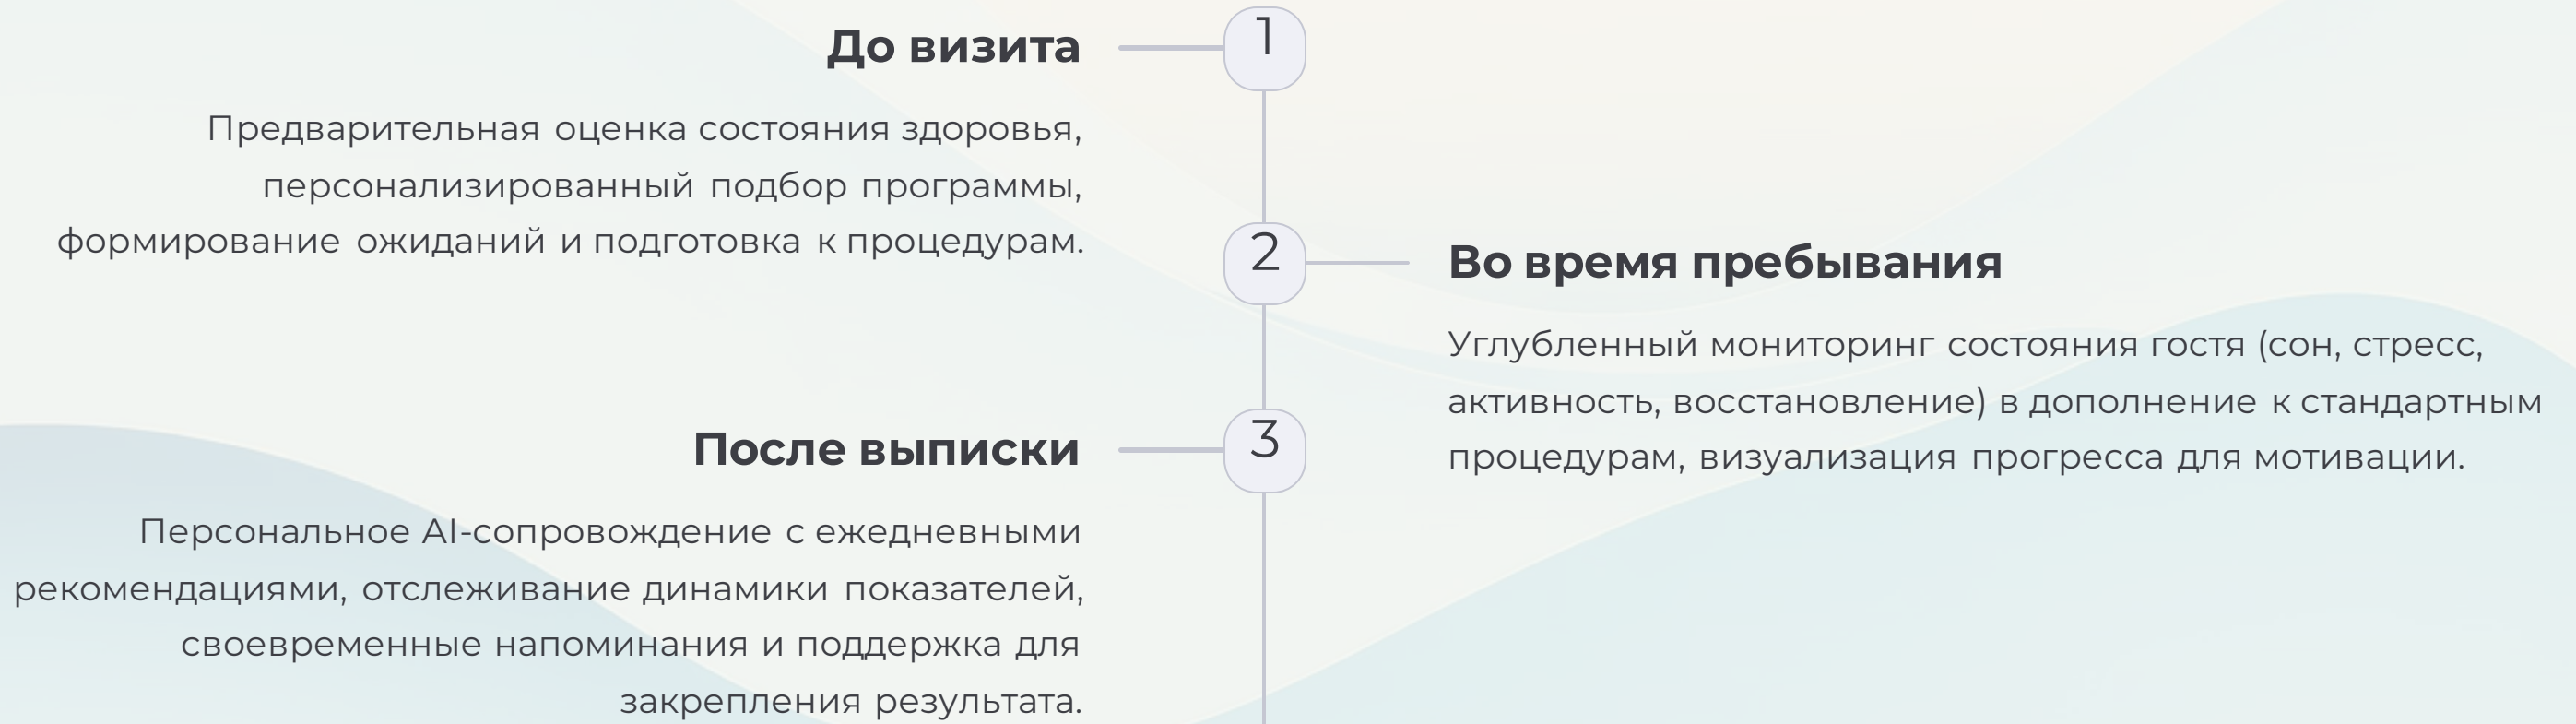 1
До визита
Предварительная оценка состояния здоровья,
персонализированный подбор программы,
формирование ожиданий и подготовка к процедурам.
2
Во время пребывания
Углубленный мониторинг состояния гостя (сон, стресс,
активность, восстановление) в дополнение к стандартным
процедурам, визуализация прогресса для мотивации.
3
После выписки
Персональное AI-сопровождение с ежедневными
рекомендациями, отслеживание динамики показателей,
своевременные напоминания и поддержка для
закрепления результата.